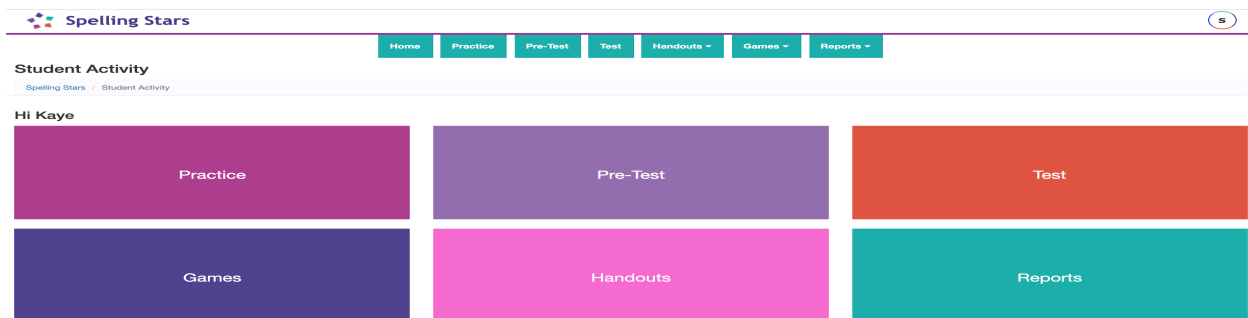 Spelling Stars
S
Home Practice Pre-Test Test Handouts Games Reports
Student Activity
Spelling Stars / Student Activity
Hi Kaye
Practice Pre-Test Test
Games Handouts Reports